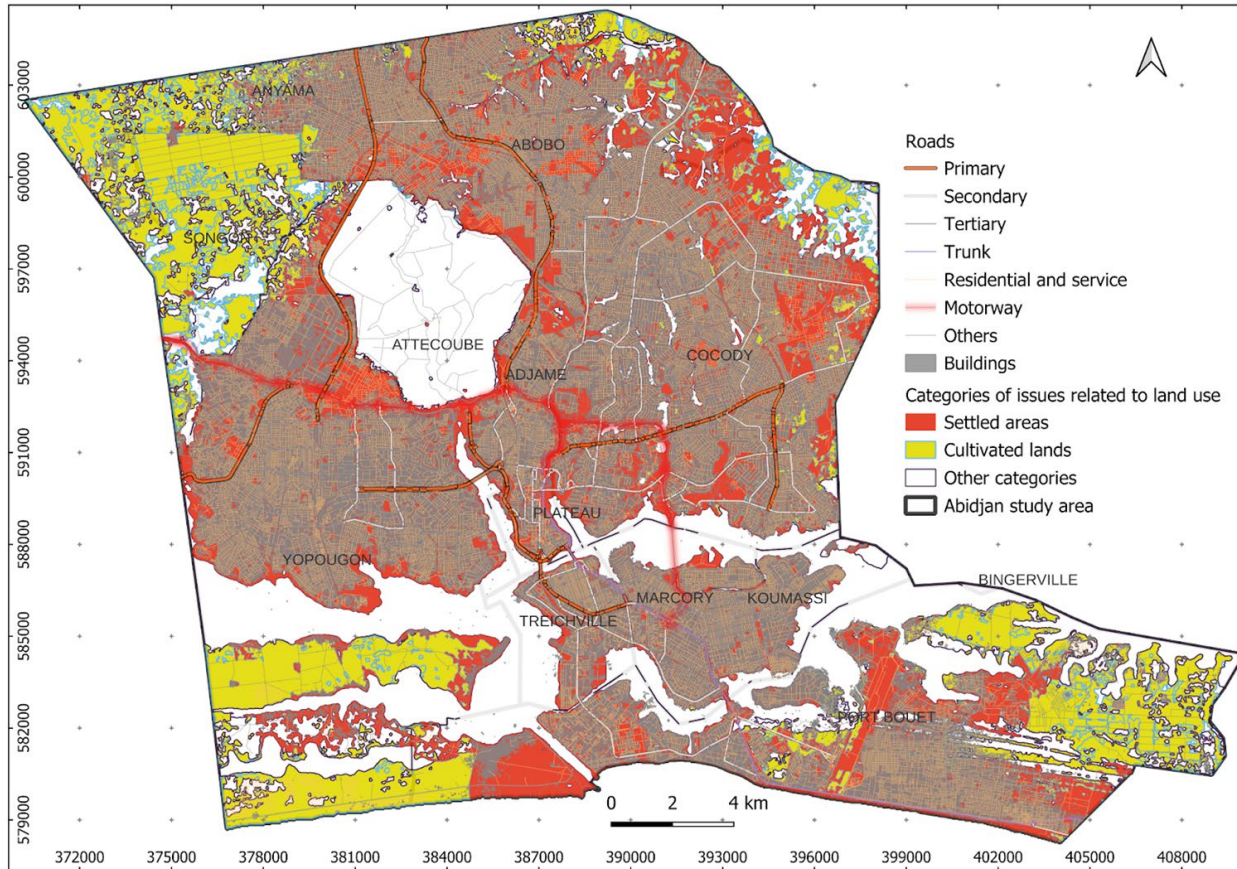 603000
600000
597000
594000
591000
588000
585000
582000
579000
ANYAMA
ABOBO
SONGON
ATTECOUBE
ADJAME
COCODY
PLATEAU
YOPOUGON
BINGERVILLE
MARCORY
KOUMASSI
TREICHVILLE
PORT BOUET
Roads
Primary
Secondary
Tertiary
Trunk
Residential and service
Motorway
Others
Buildings
Categories of issues related to land use
Settled areas
Cultivated lands
Other categories
Abidjan study area
0 2 4 km
372000 375000 378000 381000 384000 387000 390000 393000 396000 399000 402000 405000 408000